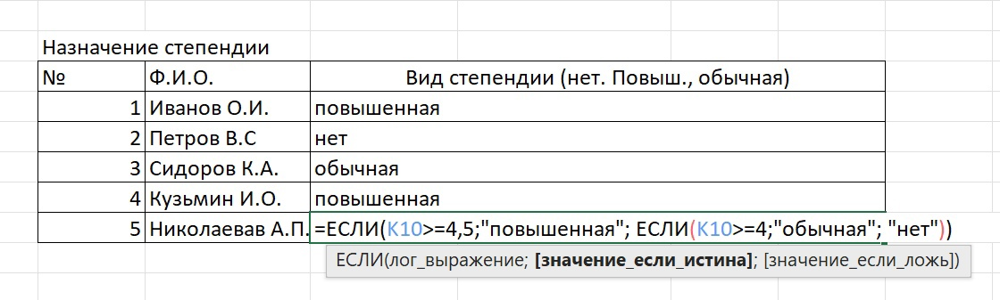 Назначение степендии
№ Ф.И.О. Вид степендии (нет. Повыш., обычная)
1 Иванов О.И. повышенная
2 Петров В.С нет
3 Сидоров К.А. обычная
4 Кузьмин И.О. повышенная
5 Николаевав А.П. =ЕСЛИ(K10>=4,5;"повышенная"; ЕСЛИ(K10>=4;"обычная"; "нет"))
ЕСЛИ(лог_выражение; [значение_если_истина]; [значение_если_ложь])